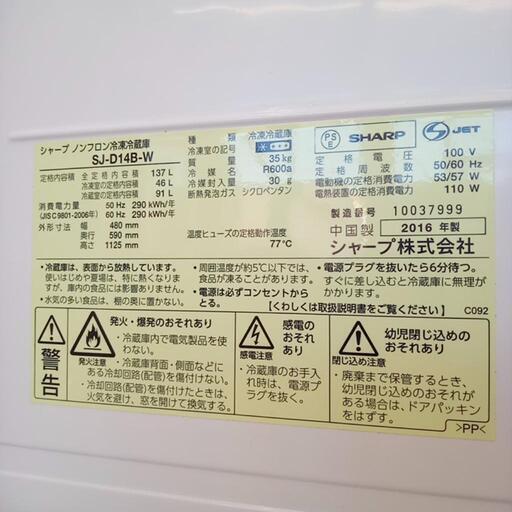 シャープ ノンフロン冷凍冷蔵庫
SJ-D14B-W
定格内容積 全定格内容積 137 L
冷凍室の定格内容積 46 L
冷蔵室の定格内容積 91 L
消費電力量 50 Hz 290 kWh/年
(JIS C 9801-2006年) 60 Hz 290 kWh/年
外形寸法 幅 480 mm
奥行 590 mm
高さ 1125 mm
種類 冷凍冷蔵庫
冷凍室の記号
質量 35 kg
冷媒名 R600a
冷媒封入量 30 g
断熱発泡ガス シクロペンタン
温度ヒューズの定格動作温度
77℃
PS
E
SHARP
S JET
定格電圧 100 V
定格周波数 50/60 Hz
電動機の定格消費電力 53/57 W
電熱装置の定格消費電力 110 W
製造番号 10037999
中国製 2016 年製
シャープ株式会社
・冷蔵庫は、表面から放熱しています。
使いはじめや夏場は、特に熱くなりますが、庫内の食品には影響ありません。
・水気の多い食品は、棚の奥に置かない。
・周囲温度が約5℃以下では、食品が凍ることがあります。
・電源は必ずコンセントから とる。
・電源プラグを抜いたら6分待つ。
すぐに差し込むと冷蔵庫に無理がかかります。
【くわしくは取扱説明書をご覧ください】
C092
警告
発火注意
発火・爆発のおそれあり
・冷蔵庫内で電気製品を使わない。
・冷蔵庫背面・側面などにある冷却回路(配管)を傷付けない。
・冷却回路(配管)を傷付けたときは、火気を避け、窓を開けて換気する。
感電注意
感電のおそれあり
・冷蔵庫のお手入れ時は、電源プラグを抜く。
閉じ込め注意
幼児閉じ込めのおそれあり
・廃棄まで保管するとき、幼児閉じ込めのおそれがある場合は、ドアパッキンをはずす。
>PP<